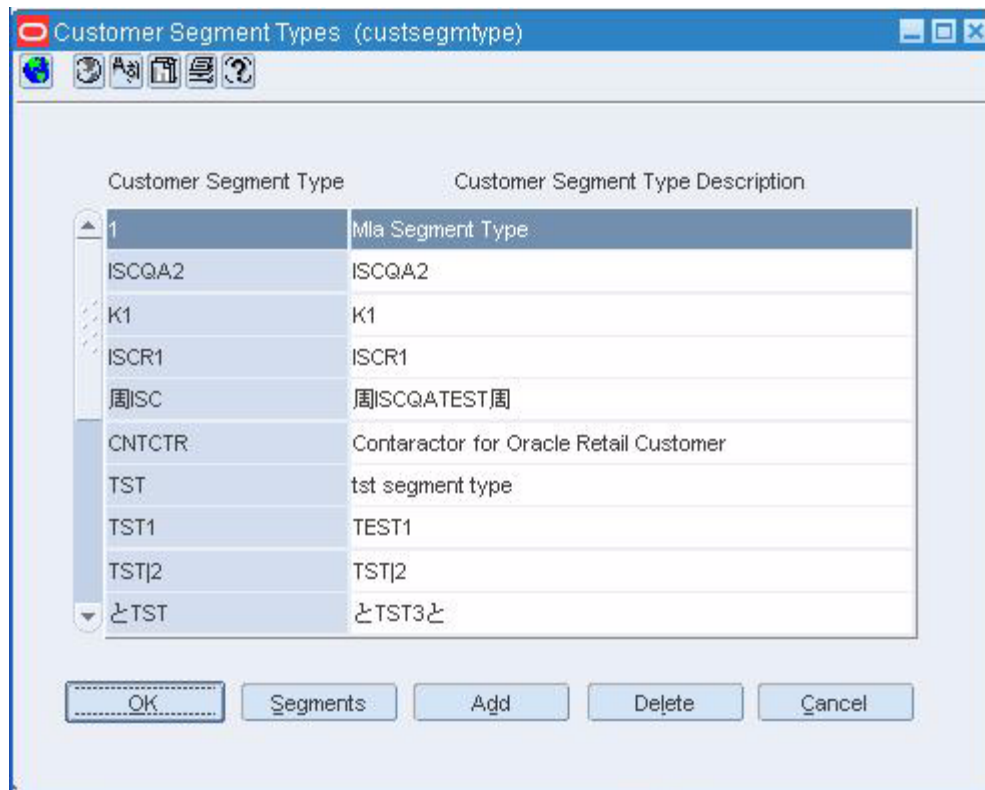 Customer Segment Types (custsegmtype)
Customer Segment Type Customer Segment Type Description
1 Mla Segment Type
ISCQA2 ISCQA2
K1 K1
ISCR1 ISCR1
周ISC 周ISCQATEST周
CNTCTR Contaractor for Oracle Retail Customer
TST tst segment type
TST1 TEST1
TST|2 TST|2
とTST とTST3と
OK Segments Add Delete Cancel